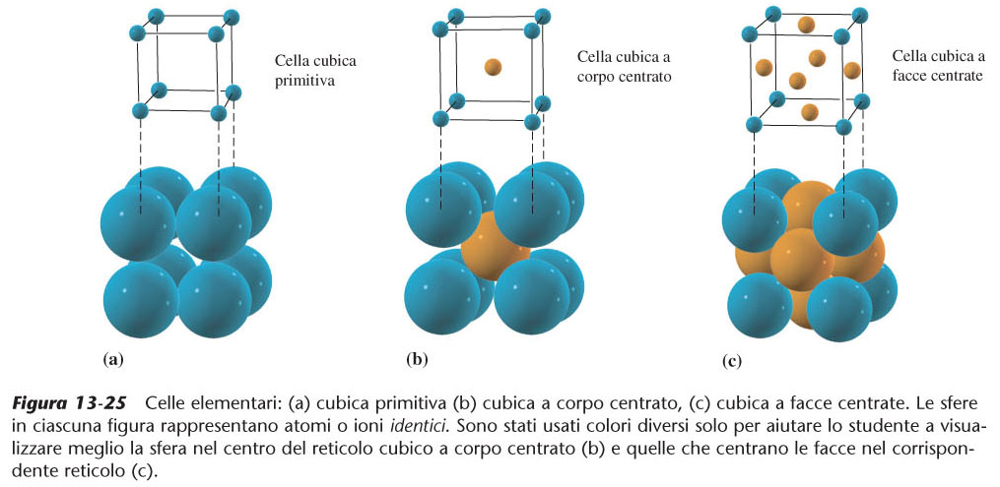 Cella cubica
primitiva
Cella cubica a
corpo centrato
Cella cubica a
facce centrate
(a)
(b)
(c)
Figura 13-25 Celle elementari: (a) cubica primitiva (b) cubica a corpo centrato, (c) cubica a facce centrate. Le sfere
in ciascuna figura rappresentano atomi o ioni identici. Sono stati usati colori diversi solo per aiutare lo studente a visua-
lizzare meglio la sfera nel centro del reticolo cubico a corpo centrato (b) e quelle che centrano le facce nel corrispon-
dente reticolo (c).